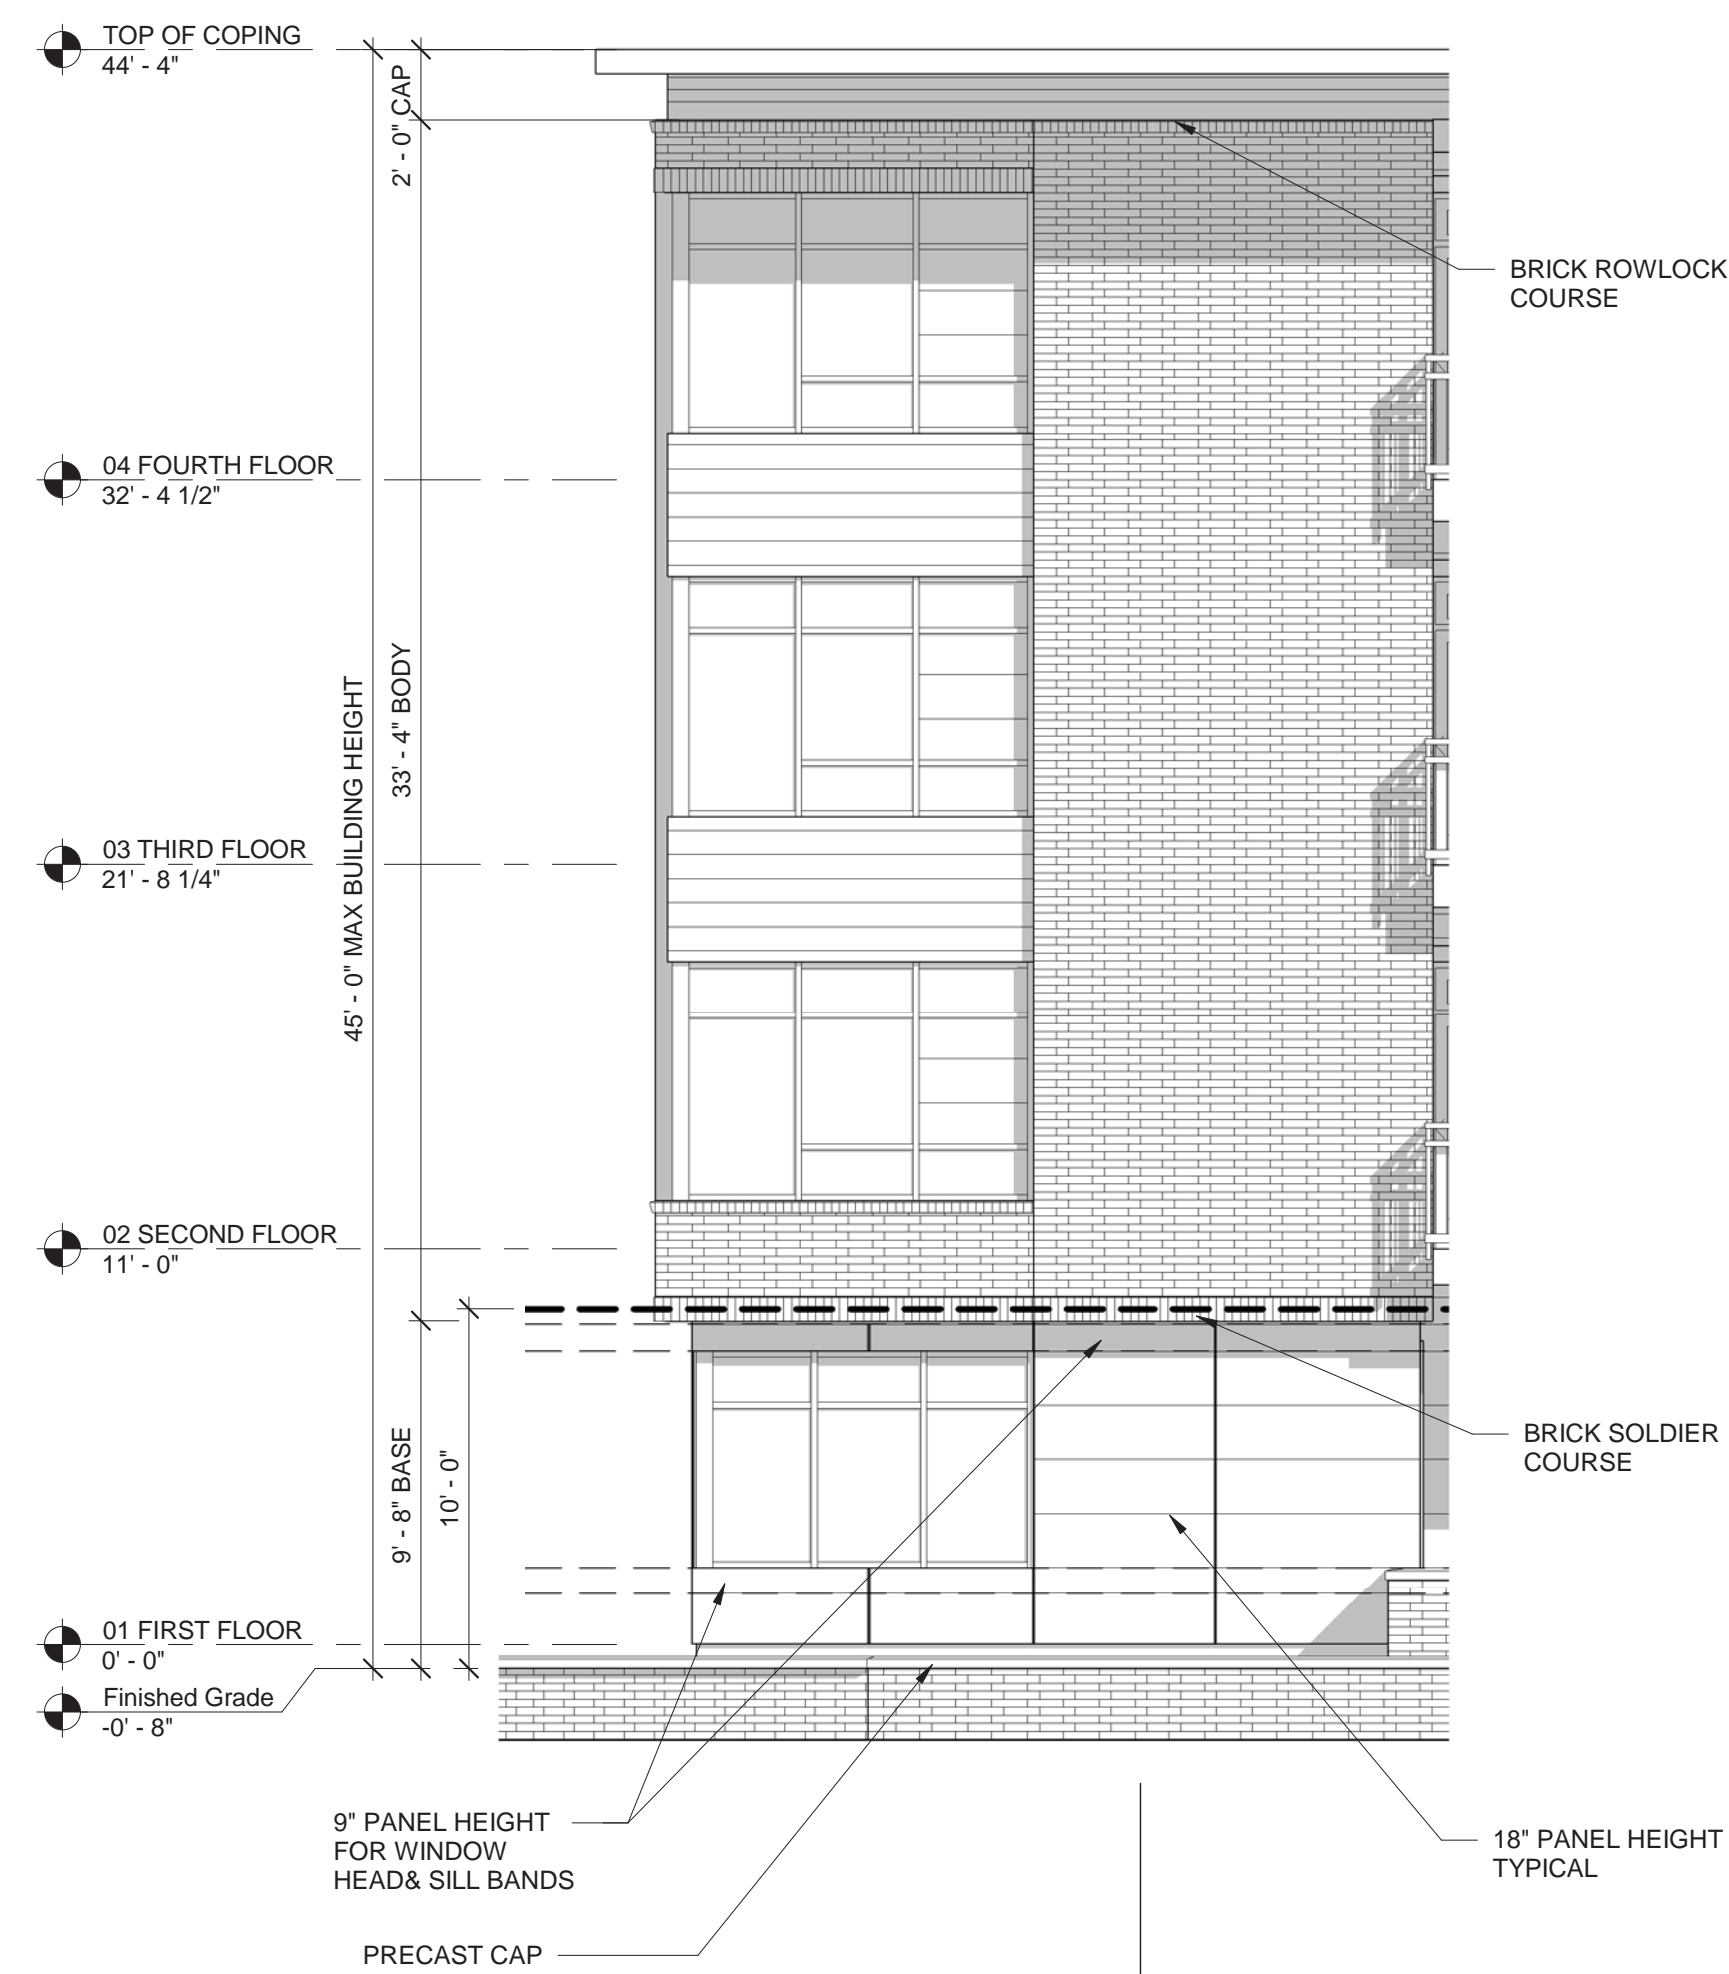 TOP OF COPING
44' - 4"
2' - 0" CAP
BRICK ROWLOCK
COURSE
04 FOURTH FLOOR
32' - 4 1/2"
33' - 4" BODY
45' - 0" MAX BUILDING HEIGHT
03 THIRD FLOOR
21' - 8 1/4"
02 SECOND FLOOR
11' - 0"
BRICK SOLDIER
COURSE
9' - 8" BASE
10' - 0"
01 FIRST FLOOR
0' - 0"
Finished Grade
-0' - 8"
9" PANEL HEIGHT
FOR WINDOW
HEAD& SILL BANDS
18" PANEL HEIGHT
TYPICAL
PRECAST CAP